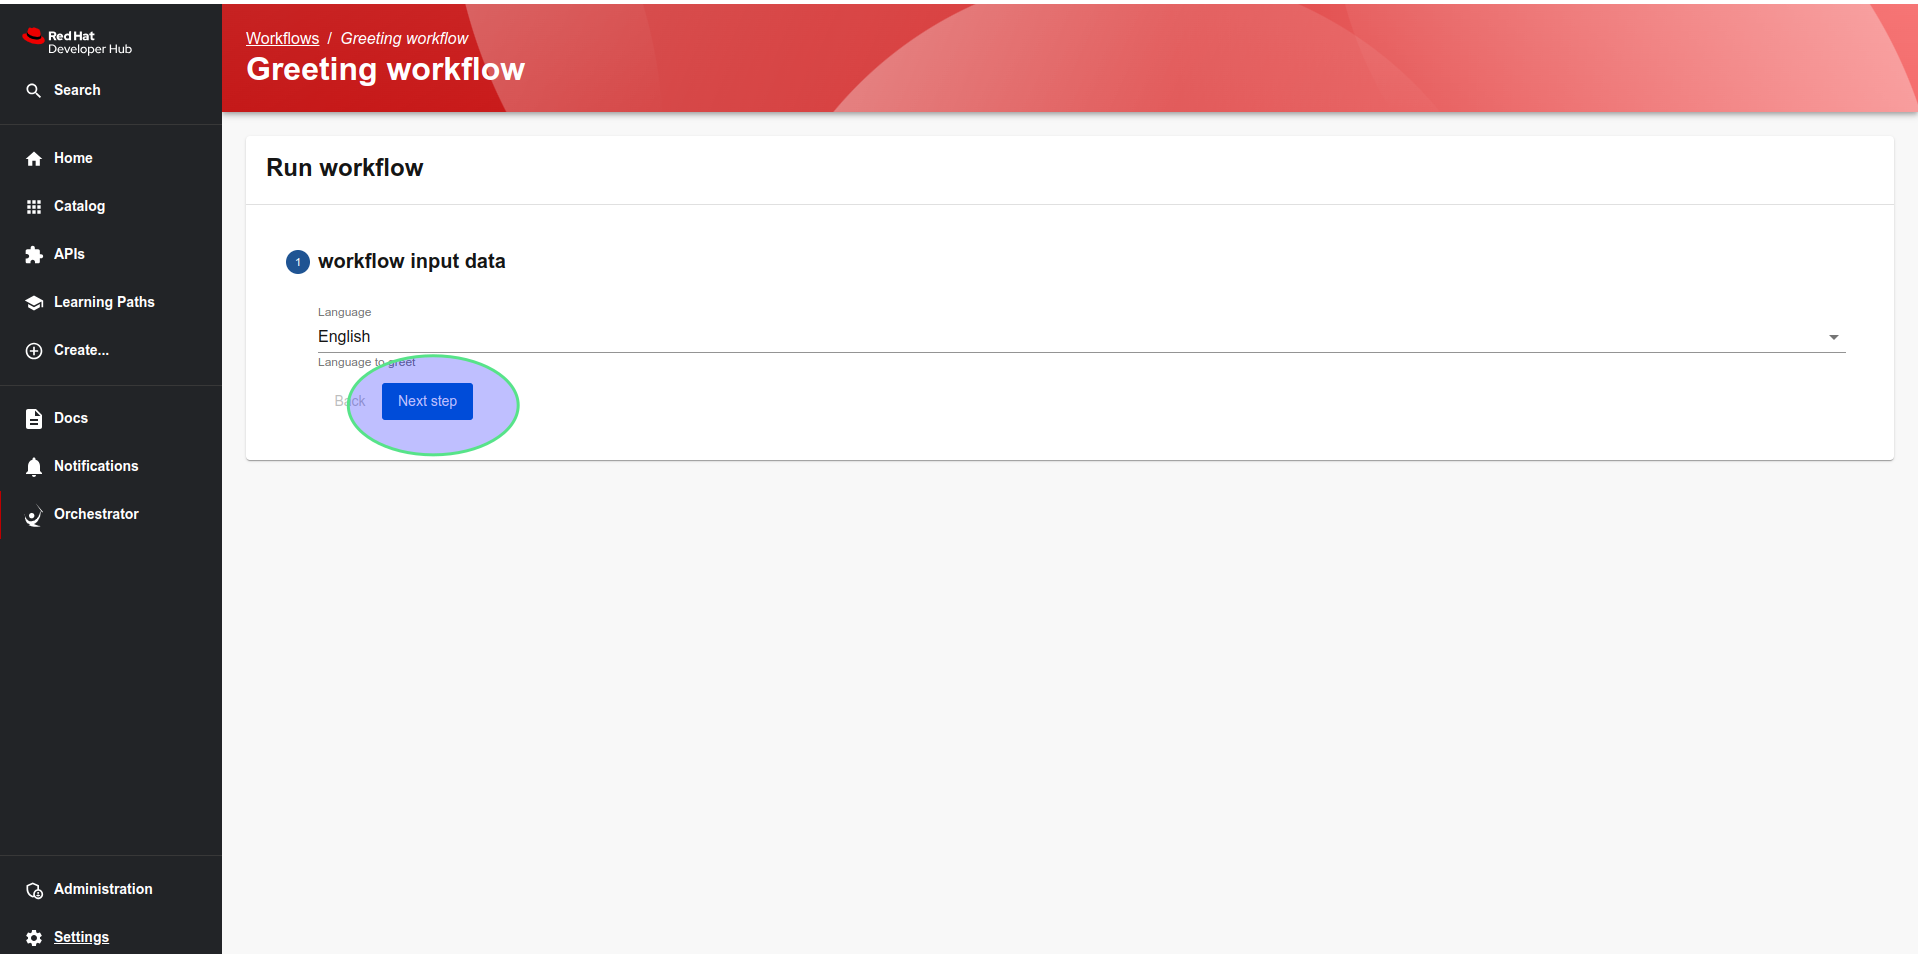 Red Hat
Developer Hub
Search
Home
Catalog
APIs
Learning Paths
Create...
Docs
Notifications
Orchestrator
Administration
Settings
Workflows / Greeting workflow
Greeting workflow
Run workflow
1 workflow input data
Language
English
Language to greet
Back Next step